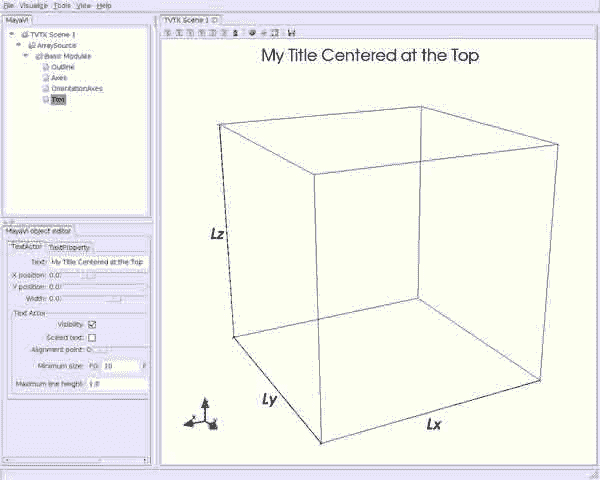 File Visualize Tools View Help
MayaVi
TVTK Scene 1
ArraySource
Basic Modules
Outline
Axes
OrientationAxes
Text
MayaVi object editor
TextActor TextProperty
Text: My Title Centered at the Top
X position: 0.0
Y position: 0.0
Width: 0.0
Text Actor
Visibility:
Scaled text:
Alignment point: 0
Minimum size: 10
Maximum line height: 1.0
TVTK Scene 1
My Title Centered at the Top
Lz
Ly
Lx